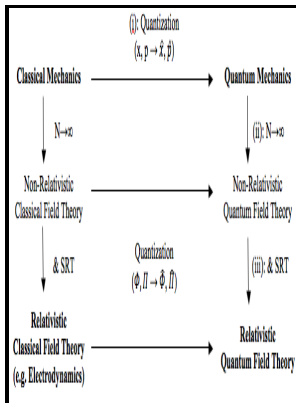 (i): Quantization
(x, p → x̂, p̂)
Classical Mechanics
Quantum Mechanics
N→∞
(ii): N→∞
Non-Relativistic
Classical Field Theory
Non-Relativistic
Quantum Field Theory
& SRT
Quantization
(Φ, Π → Φ̂, Π̂)
(iii): & SRT
Relativistic
Classical Field Theory
(e.g. Electrodynamics)
Relativistic
Quantum Field Theory